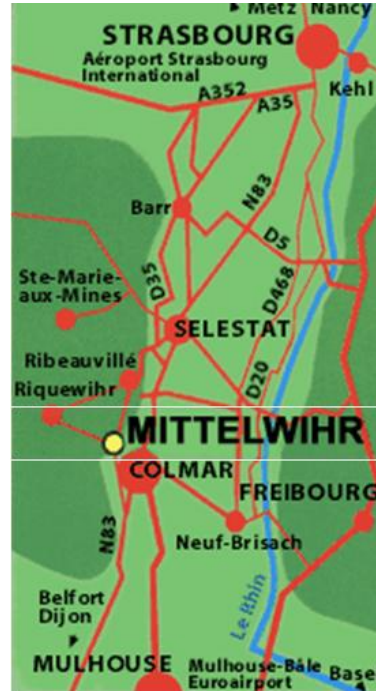 Metz Nancy
STRASBOURG
Aéroport Strasbourg
International
Kehl
A352
A35
N83
Barr
D5
D35
Ste-Marie-
aux-Mines
D468
SELESTAT
Ribeauvillé
D20
Riquewihr
MITTELWIHR
COLMAR
FREIBOURG
N83
Neuf-Brisach
Le Rhin
Belfort
Dijon
MULHOUSE
Mulhouse-Bâle
Euroairport
Base